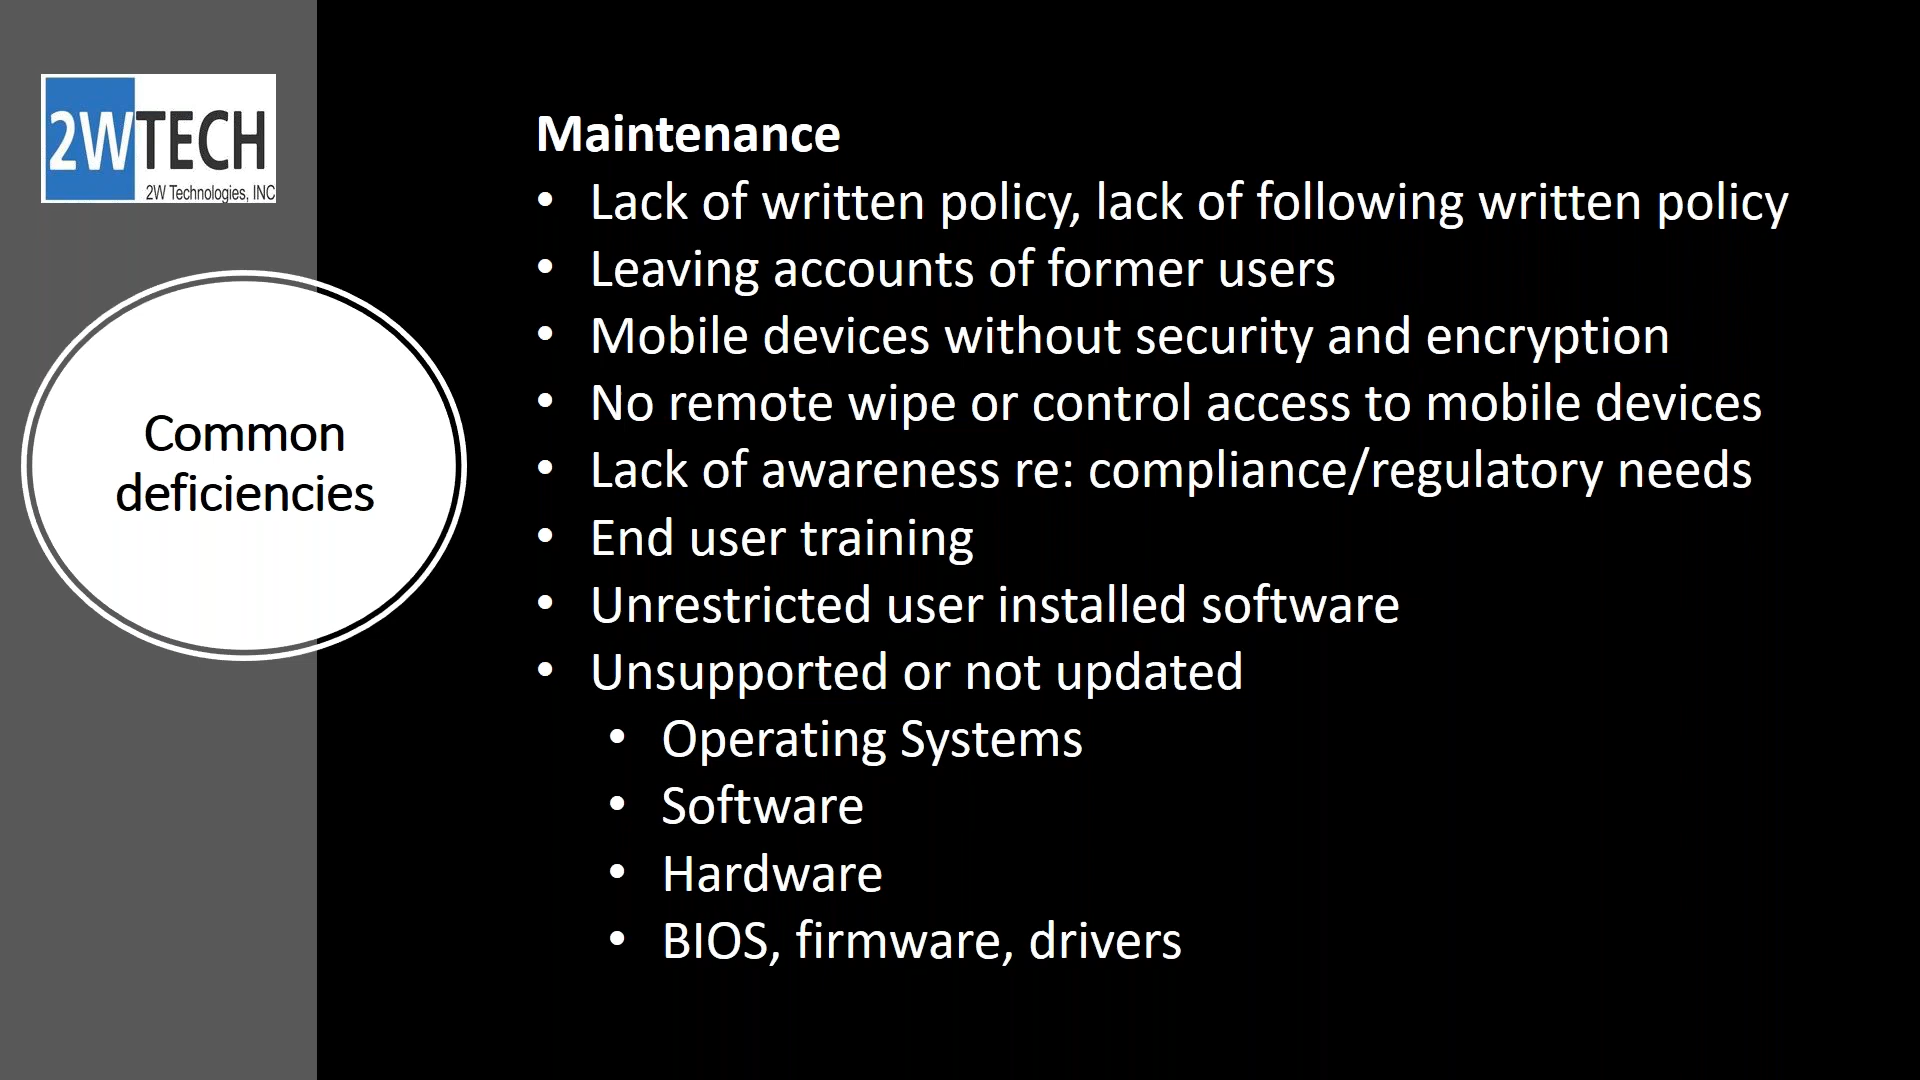 2WTECH
2W Technologies, INC
Common
deficiencies
Maintenance
• Lack of written policy, lack of following written policy
• Leaving accounts of former users
• Mobile devices without security and encryption
• No remote wipe or control access to mobile devices
• Lack of awareness re: compliance/regulatory needs
• End user training
• Unrestricted user installed software
• Unsupported or not updated
• Operating Systems
• Software
• Hardware
• BIOS, firmware, drivers